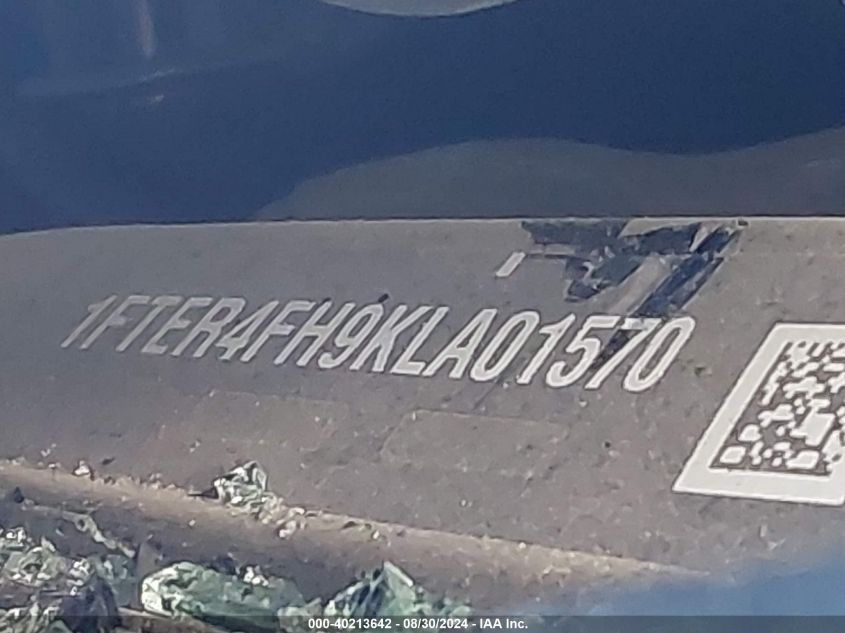 1FTER4FH9KLA01570
000-40213642 - 08/30/2024 - IAA Inc.